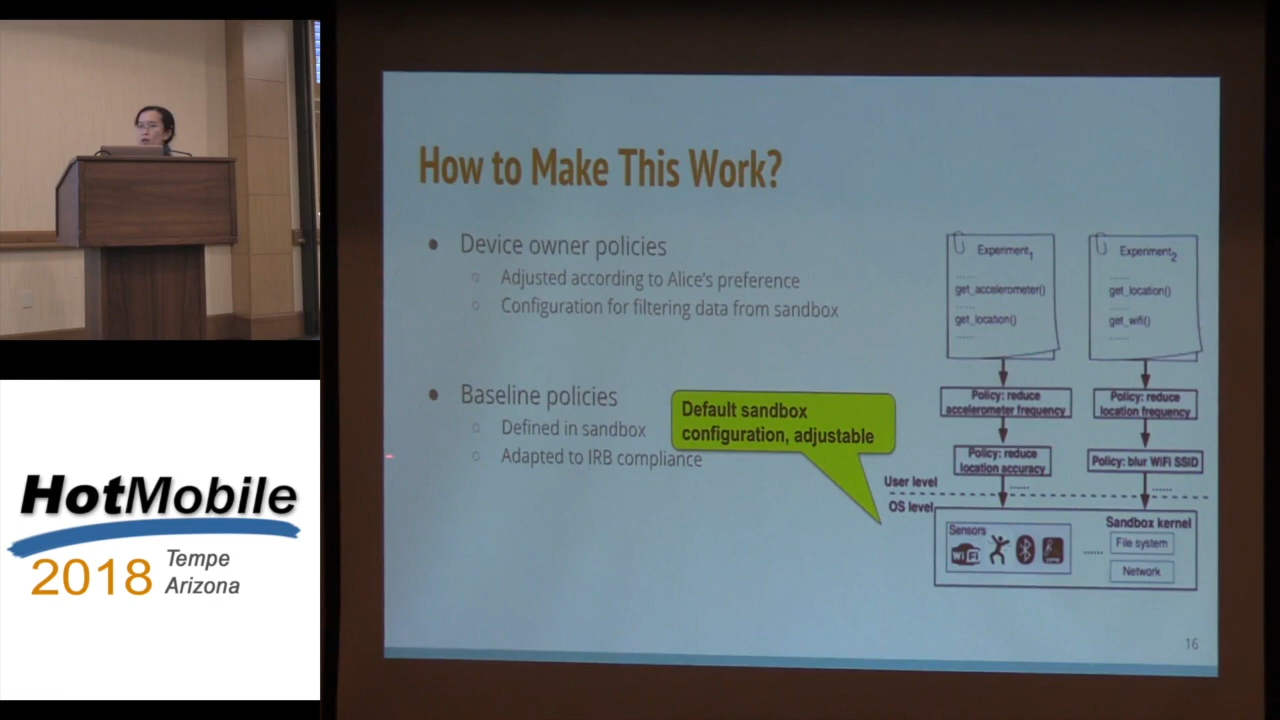 How to Make This Work?
Device owner policies
Adjusted according to Alice's preference
Configuration for filtering data from sandbox
Baseline policies
Defined in sandbox
Adapted to IRB compliance
Default sandbox
configuration, adjustable
Experiment1
......
get_accelerometer()
......
get_location()
......
Experiment2
......
get_location()
......
get_wifi()
......
Policy: reduce
accelerometer frequency
Policy: reduce
location accuracy
......
Policy: reduce
location frequency
Policy: blur WiFi SSID
......
User level
OS level
Sensors
WiFi
......
Sandbox kernel
File system
Network
16
HotMobile
2018
Tempe
Arizona